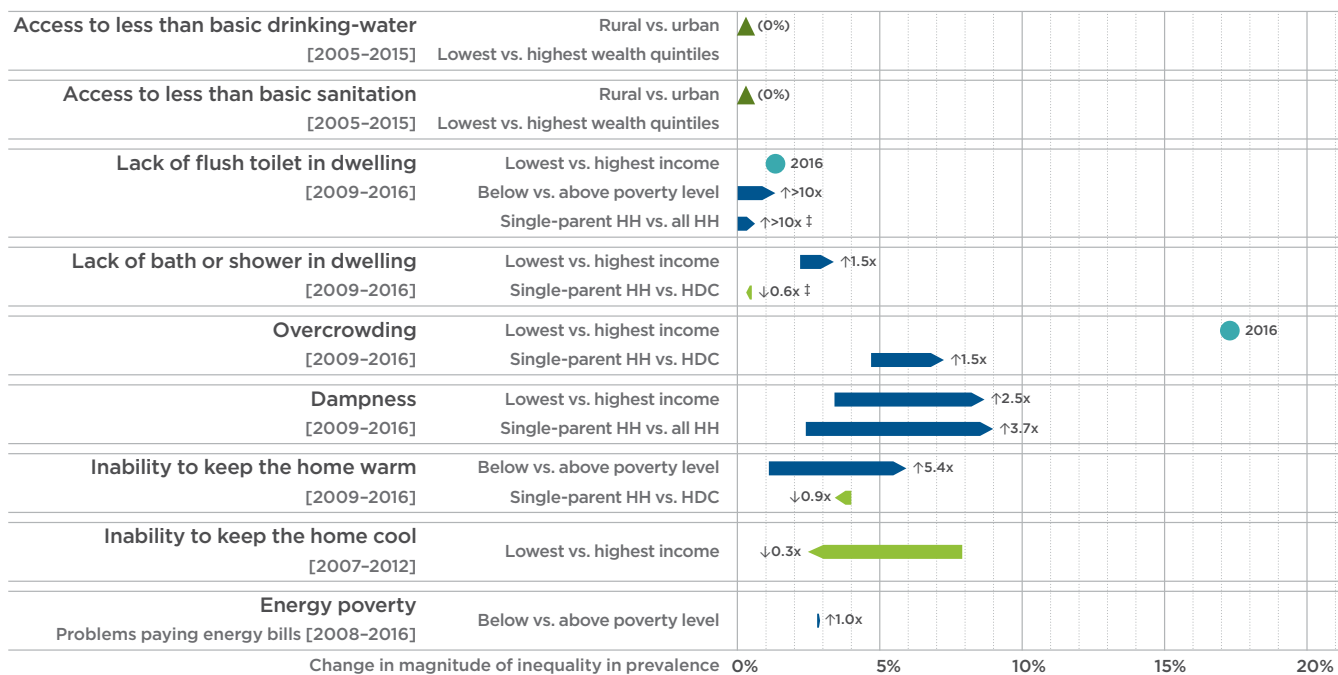 Access to less than basic drinking-water Rural vs. urban (0%)
[2005–2015] Lowest vs. highest wealth quintiles
Access to less than basic sanitation Rural vs. urban (0%)
[2005–2015] Lowest vs. highest wealth quintiles
Lack of flush toilet in dwelling Lowest vs. highest income 2016
[2009–2016] Below vs. above poverty level ↑>10x
Single-parent HH vs. all HH ↑>10x ‡
Lack of bath or shower in dwelling Lowest vs. highest income ↑1.5x
[2009–2016] Single-parent HH vs. HDC ↓0.6x ‡
Overcrowding Lowest vs. highest income 2016
[2009–2016] Single-parent HH vs. HDC ↑1.5x
Dampness Lowest vs. highest income ↑2.5x
[2009–2016] Single-parent HH vs. all HH ↑3.7x
Inability to keep the home warm Below vs. above poverty level ↑5.4x
[2009–2016] Single-parent HH vs. HDC ↓0.9x
Inability to keep the home cool
Lowest vs. highest income ↓0.3x
[2007–2012]
Energy poverty
Below vs. above poverty level ↑1.0x
Problems paying energy bills [2008–2016]
Change in magnitude of inequality in prevalence 0% 5% 10% 15% 20%